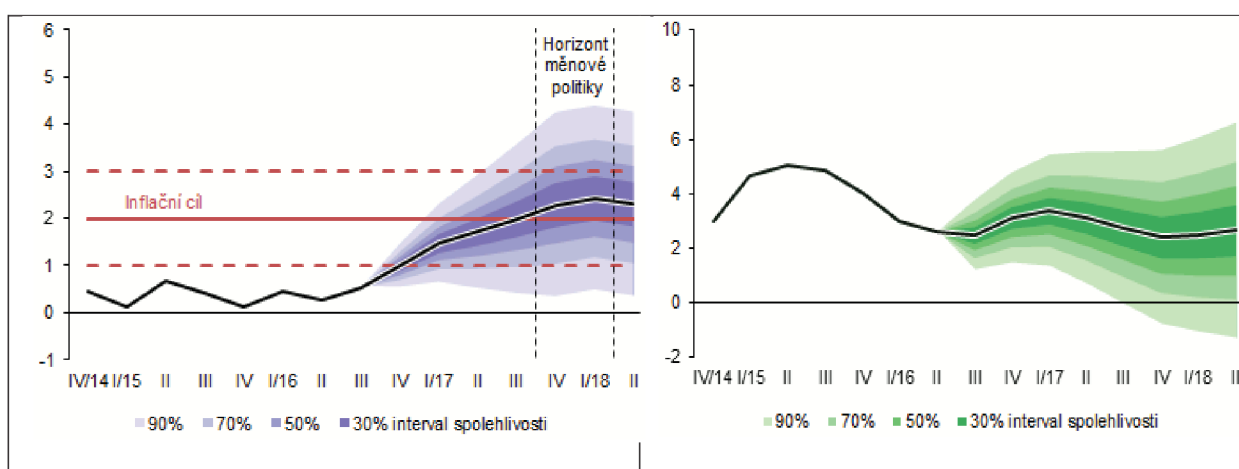 6
5
4
3
2
1
0
-1
Horizont
měnové
politiky
Inflační cíl
IV/14 I/15 II III IV I/16 II III IV I/17 II III IV I/18 II
90% 70% 50% 30% interval spolehlivosti
10
8
6
4
2
0
-2
IV/14 I/15 II III IV I/16 II III IV I/17 II III IV I/18 II
90% 70% 50% 30% interval spolehlivosti